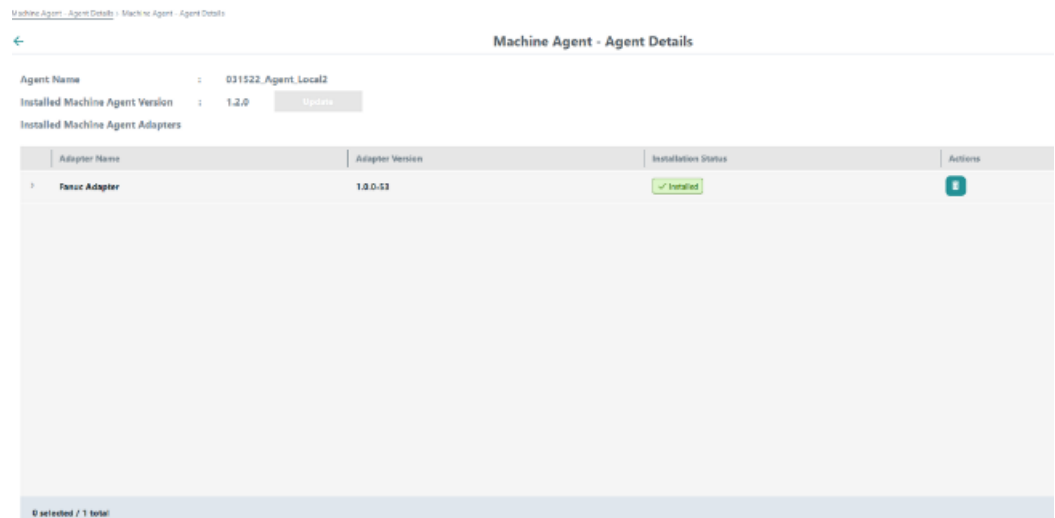 Machine Agent - Agent Details > Machine Agent - Agent Details
Machine Agent - Agent Details
Agent Name : 031522_Agent_Local2
Installed Machine Agent Version : 1.2.0 Update
Installed Machine Agent Adapters
Adapter Name Adapter Version Installation Status Actions
Fanuc Adapter 1.0.0-53 Installed
0 selected / 1 total